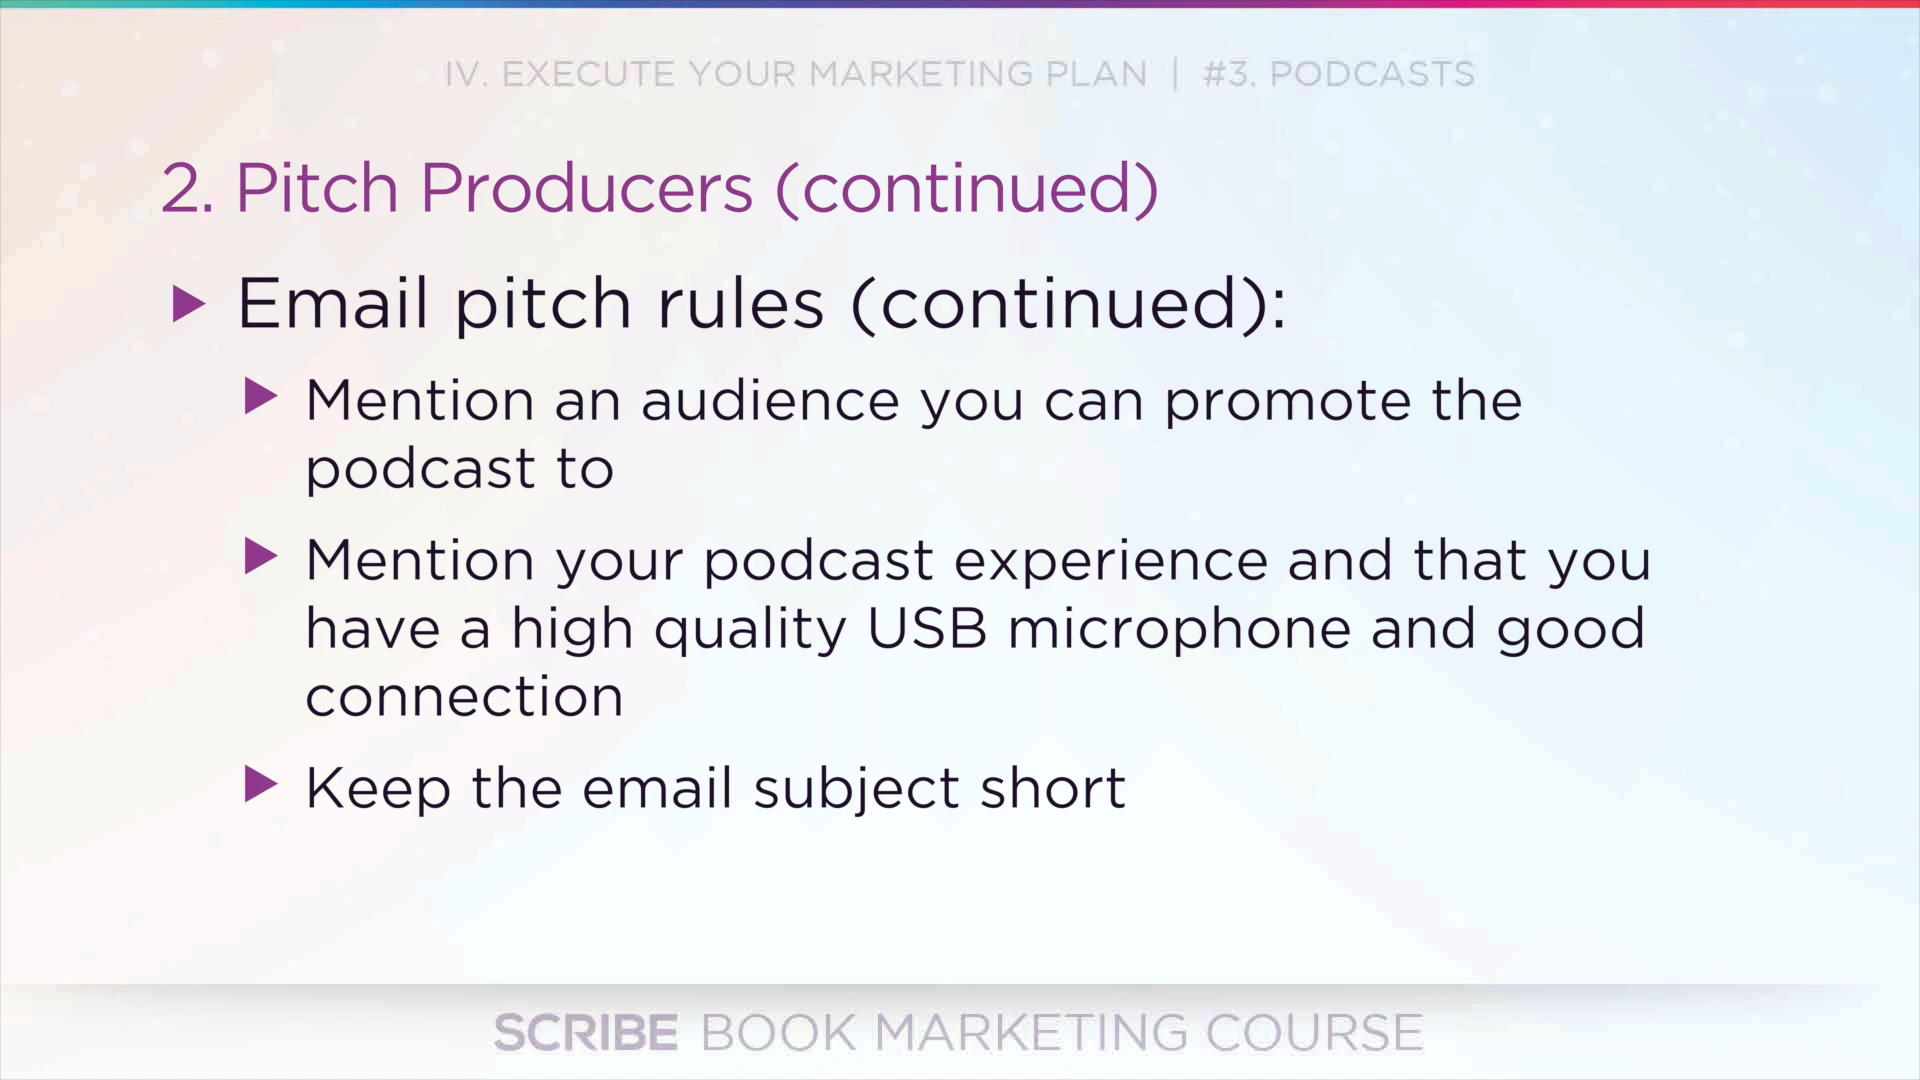 IV. EXECUTE YOUR MARKETING PLAN | #3. PODCASTS
2. Pitch Producers (continued)
Email pitch rules (continued):
Mention an audience you can promote the
podcast to
Mention your podcast experience and that you
have a high quality USB microphone and good
connection
Keep the email subject short
SCRIBE BOOK MARKETING COURSE